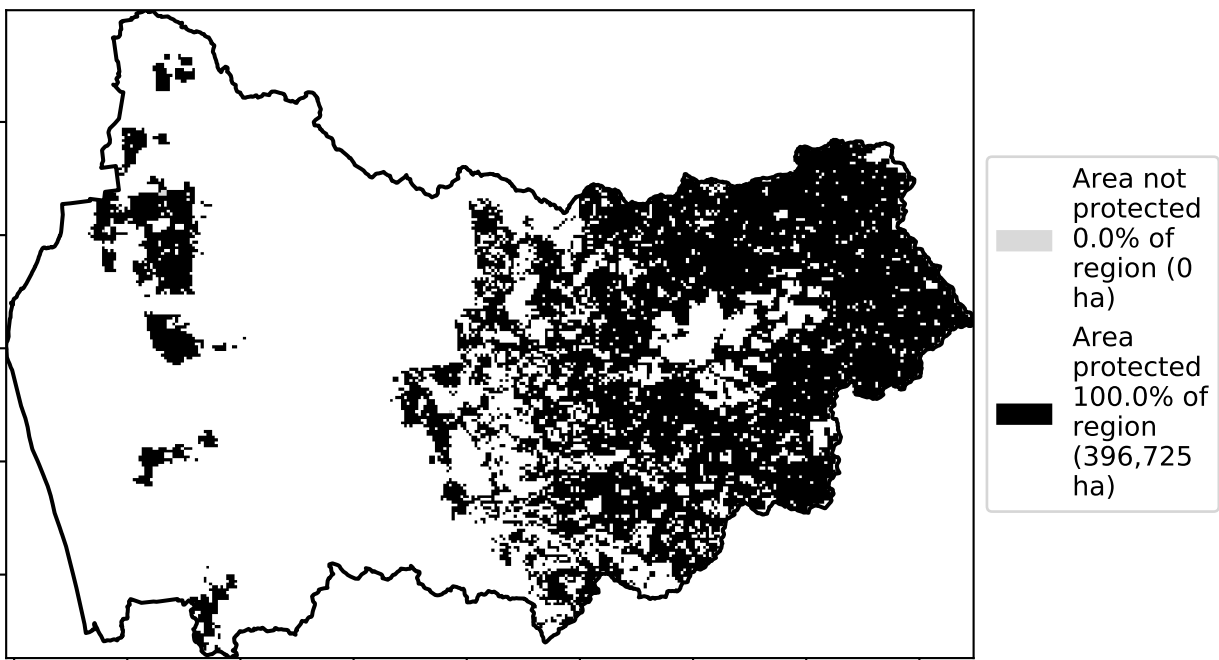 Area not
protected
0.0% of
region (0
ha)
Area
protected
100.0% of
region
(396,725
ha)